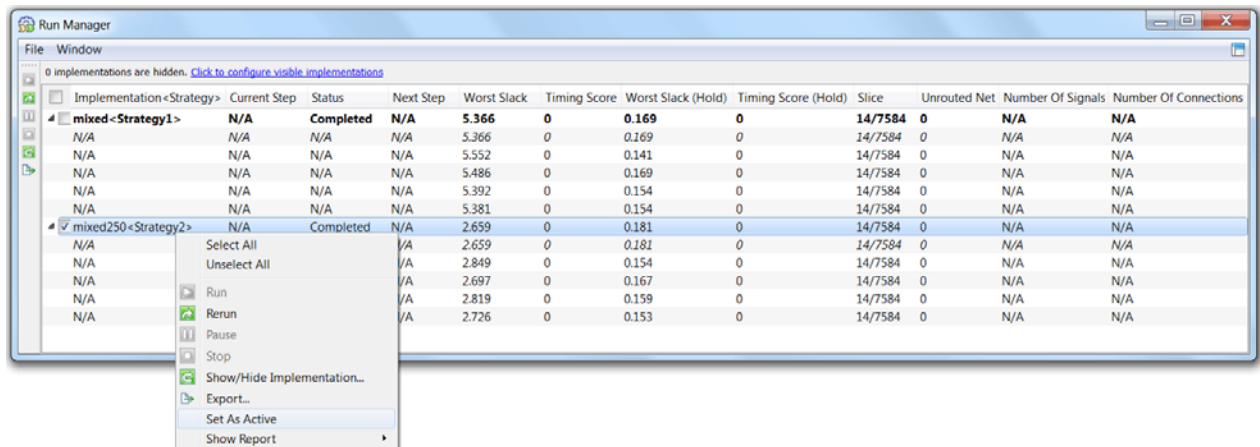 Run Manager
File Window
0 implementations are hidden. Click to configure visible implementations
Implementation<Strategy> Current Step Status Next Step Worst Slack Timing Score Worst Slack (Hold) Timing Score (Hold) Slice Unrouted Net Number Of Signals Number Of Connections
mixed<Strategy1> N/A Completed N/A 5.366 0 0.169 0 14/7584 0 N/A N/A
N/A N/A N/A N/A 5.366 0 0.169 0 14/7584 0 N/A N/A
N/A N/A N/A N/A 5.552 0 0.141 0 14/7584 0 N/A N/A
N/A N/A N/A N/A 5.486 0 0.169 0 14/7584 0 N/A N/A
N/A N/A N/A N/A 5.392 0 0.154 0 14/7584 0 N/A N/A
N/A N/A N/A N/A 5.381 0 0.154 0 14/7584 0 N/A N/A
mixed250<Strategy2> N/A Completed N/A 2.659 0 0.181 0 14/7584 0 N/A N/A
N/A /A 2.659 0 0.181 0 14/7584 0 N/A N/A
N/A /A 2.849 0 0.154 0 14/7584 0 N/A N/A
N/A /A 2.697 0 0.167 0 14/7584 0 N/A N/A
N/A /A 2.819 0 0.159 0 14/7584 0 N/A N/A
N/A /A 2.726 0 0.153 0 14/7584 0 N/A N/A
Select All
Unselect All
Run
Rerun
Pause
Stop
Show/Hide Implementation...
Export...
Set As Active
Show Report